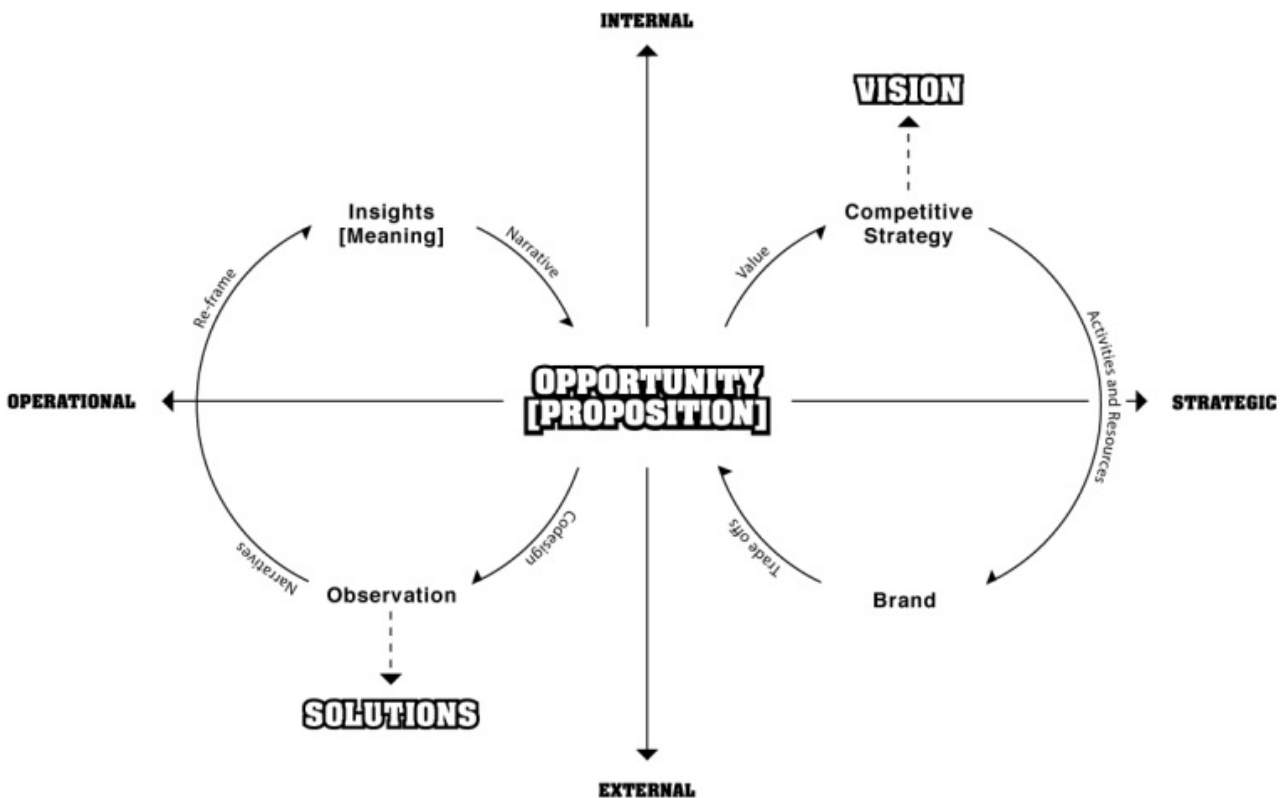 INTERNAL
VISION
Insights
[Meaning]
Narrative
Value
Competitive
Strategy
Re-frame
Activities and Resources
OPERATIONAL
OPPORTUNITY
[PROPOSITION]
STRATEGIC
Narratives
Codesign
Trade offs
Observation
Brand
SOLUTIONS
EXTERNAL